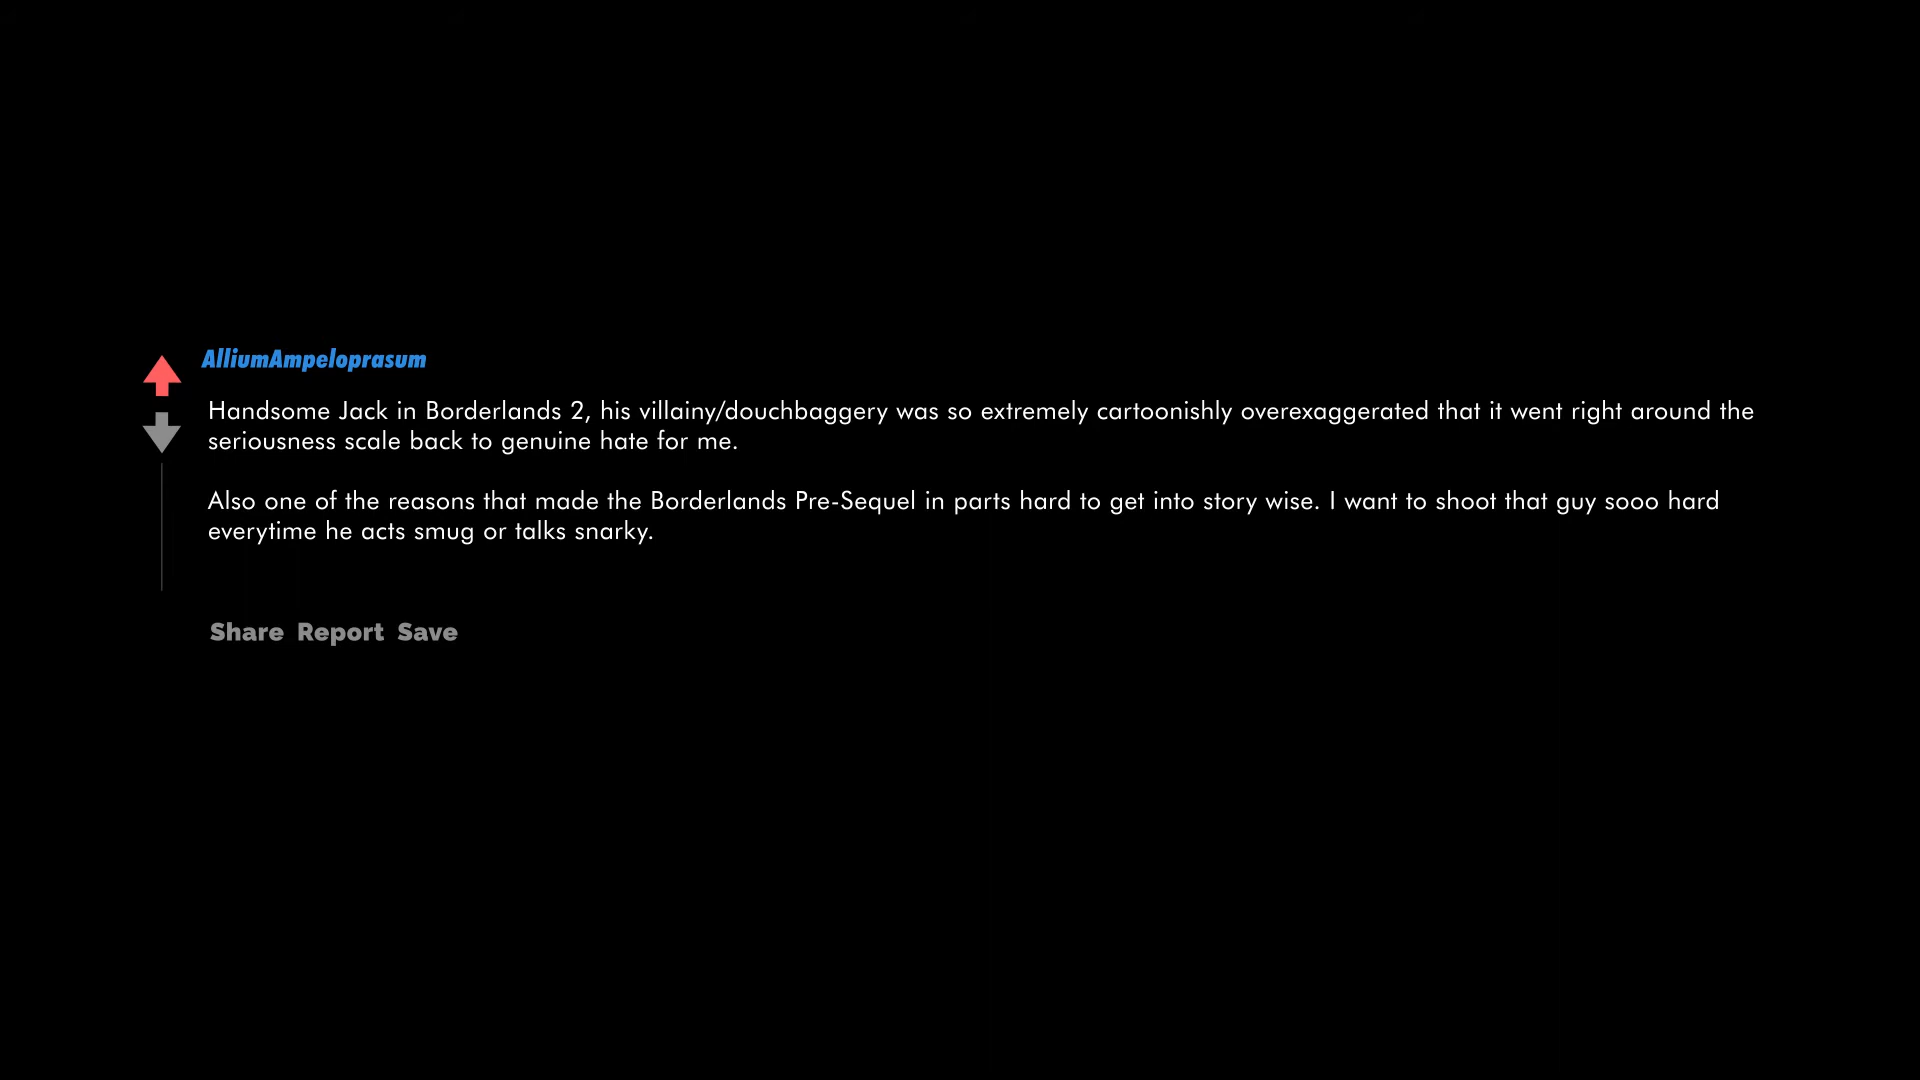 AlliumAmpeloprasum
Handsome Jack in Borderlands 2, his villainy/douchbaggery was so extremely cartoonishly overexaggerated that it went right around the
seriousness scale back to genuine hate for me.
Also one of the reasons that made the Borderlands Pre-Sequel in parts hard to get into story wise. I want to shoot that guy sooo hard
everytime he acts smug or talks snarky.
Share Report Save